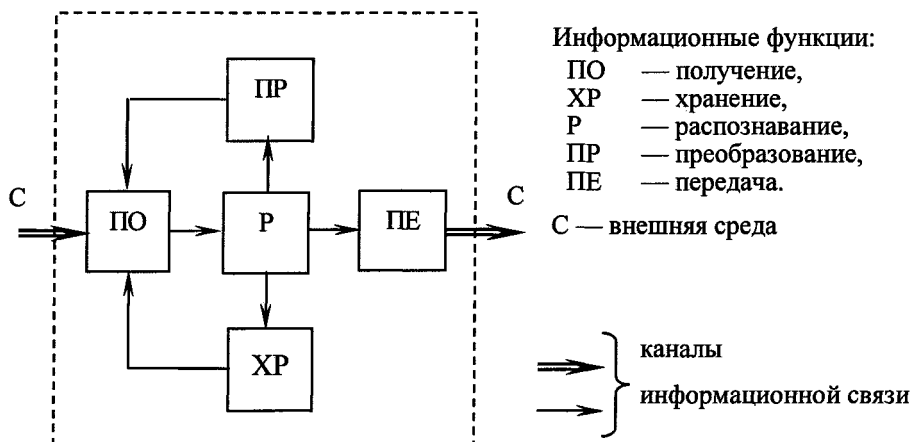 Информационные функции:
ПО — получение,
ХР — хранение,
Р — распознавание,
ПР — преобразование,
ПЕ — передача.
С — внешняя среда
ПР
С
ПО
Р
ПЕ
С
ХР
каналы
информационной связи